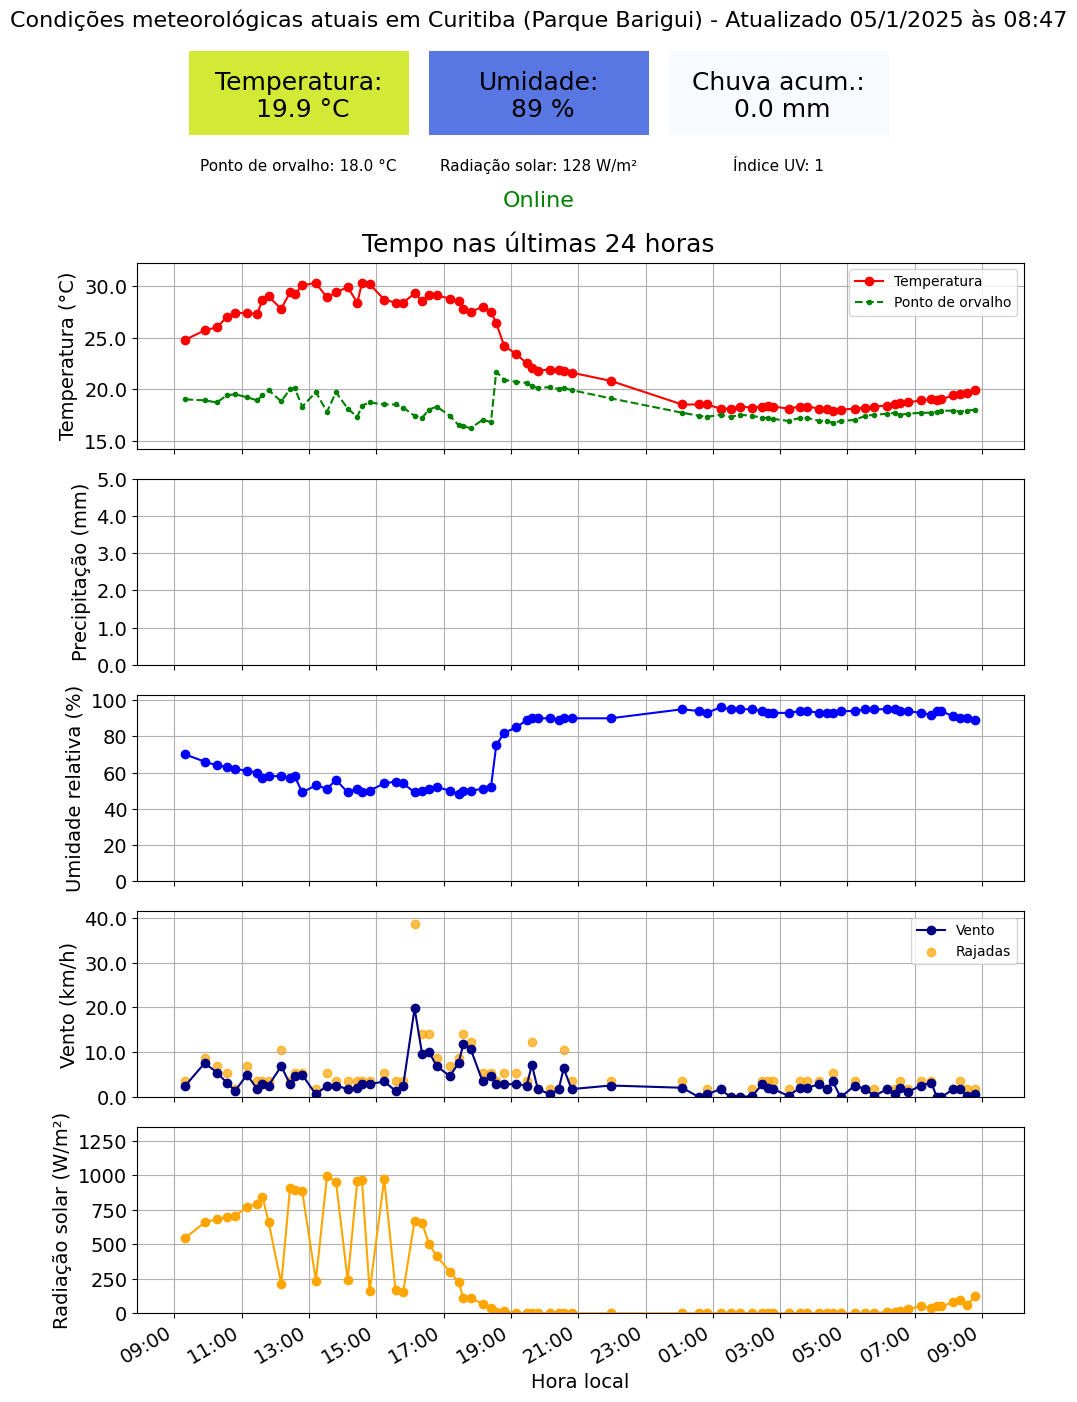 Condições meteorológicas atuais em Curitiba (Parque Barigui) - Atualizado 05/1/2025 às 08:47
Temperatura:
19.9 °C
Umidade:
89 %
Chuva acum.:
0.0 mm
Ponto de orvalho: 18.0 °C
Radiação solar: 128 W/m²
Índice UV: 1
Online
Tempo nas últimas 24 horas
Temperatura (°C)
30.0
25.0
20.0
15.0
Temperatura
Ponto de orvalho
Precipitação (mm)
5.0
4.0
3.0
2.0
1.0
0.0
Umidade relativa (%)
100
80
60
40
20
0
Vento (km/h)
40.0
30.0
20.0
10.0
0.0
Vento
Rajadas
Radiação solar (W/m²)
1250
1000
750
500
250
0
09:00
11:00
13:00
15:00
17:00
19:00
21:00
23:00
01:00
03:00
05:00
07:00
09:00
Hora local